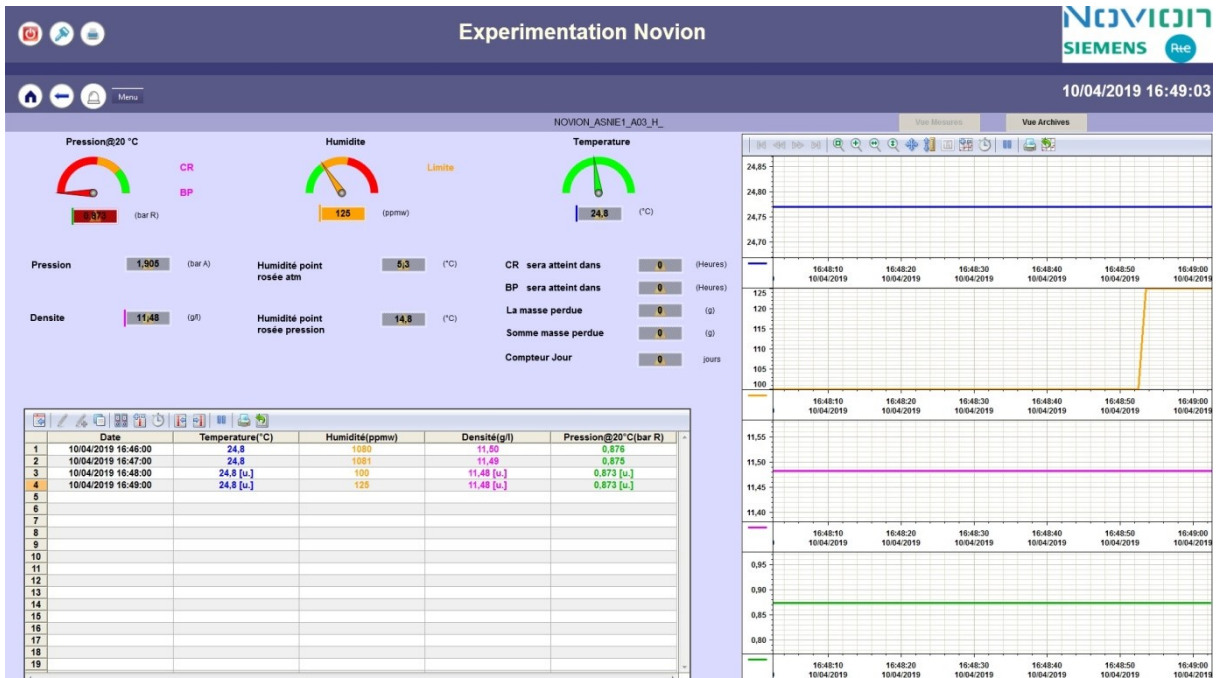 Experimentation Novion
NOVION
SIEMENS Rte
Menu
10/04/2019 16:49:03
NOVION_ASNIE1_A03_H_
Vue Mesures
Vue Archives
Pression@20 °C
CR
BP
0,873 (bar R)
Humidite
Limite
125 (ppmw)
Temperature
24,8 (°C)
Pression 1,905 (bar A)
Densite 11,48 (g/l)
Humidité point
rosée atm
5,3 (°C)
Humidité point
rosée pression
14,8 (°C)
CR sera atteint dans 0 (Heures)
BP sera atteint dans 0 (Heures)
La masse perdue 0 (g)
Somme masse perdue 0 (g)
Compteur Jour 0 jours
Date Temperature(°C) Humidité(ppmw) Densité(g/l) Pression@20°C(bar R)
1 10/04/2019 16:46:00 24,8 1080 11,50 0,876
2 10/04/2019 16:47:00 24,8 1081 11,49 0,875
3 10/04/2019 16:48:00 24,8 [u.] 100 11,48 [u.] 0,873 [u.]
4 10/04/2019 16:49:00 24,8 [u.] 125 11,48 [u.] 0,873 [u.]
5
6
7
8
9
10
11
12
13
14
15
16
17
18
19
24,85
24,80
24,75
24,70
16:48:10 16:48:20 16:48:30 16:48:40 16:48:50 16:49:00
10/04/2019 10/04/2019 10/04/2019 10/04/2019 10/04/2019 10/04/2019
125
120
115
110
105
100
16:48:10 16:48:20 16:48:30 16:48:40 16:48:50 16:49:00
10/04/2019 10/04/2019 10/04/2019 10/04/2019 10/04/2019 10/04/2019
11,55
11,50
11,45
11,40
16:48:10 16:48:20 16:48:30 16:48:40 16:48:50 16:49:00
10/04/2019 10/04/2019 10/04/2019 10/04/2019 10/04/2019 10/04/2019
0,95
0,90
0,85
0,80
16:48:10 16:48:20 16:48:30 16:48:40 16:48:50 16:49:00
10/04/2019 10/04/2019 10/04/2019 10/04/2019 10/04/2019 10/04/2019